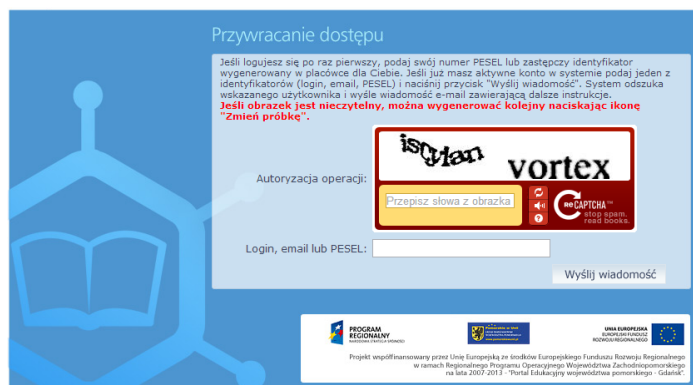 Przywracanie dostępu
Jeśli logujesz się po raz pierwszy, podaj swój numer PESEL lub zastępczy identyfikator
wygenerowany w placówce dla Ciebie. Jeśli już masz aktywne konto w systemie podaj jeden z
identyfikatorów (login, email, PESEL) i naciśnij przycisk "Wyślij wiadomość". System odszuka
wskazanego użytkownika i wyśle wiadomość e-mail zawierającą dalsze instrukcje.
Jeśli obrazek jest nieczytelny, można wygenerować kolejny naciskając ikonę
"Zmień próbkę".
vortex
Autoryzacja operacji:
Przepisz słowa z obrazka
reCAPTCHA™
stop spam.
read books.
Login, email lub PESEL:
Wyślij wiadomość
PROGRAM
REGIONALNY
NARODOWA STRATEGIA SPÓJNOŚCI
UNIA EUROPEJSKA
EUROPEJSKI FUNDUSZ
ROZWOJU REGIONALNEGO
Projekt współfinansowany przez Unię Europejską ze środków Europejskiego Funduszu Rozwoju Regionalnego
w ramach Regionalnego Programu Operacyjnego Województwa Zachodniopomorskiego
na lata 2007-2013 - "Portal Edukacyjny województwa pomorskiego - Gdańsk".